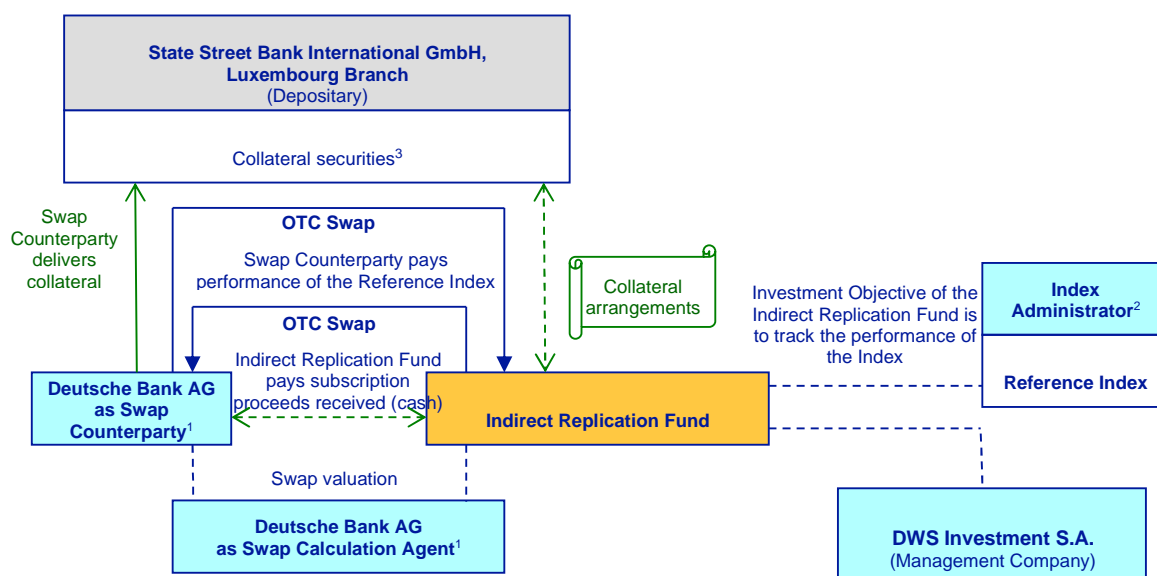 State Street Bank International GmbH,
Luxembourg Branch
(Depositary)
Collateral securities³
Swap
Counterparty
delivers
collateral
OTC Swap
Swap Counterparty pays
performance of the Reference Index
OTC Swap
Indirect Replication Fund
pays subscription
proceeds received (cash)
Collateral
arrangements
Investment Objective of the
Indirect Replication Fund is
to track the performance of
the Index
Index
Administrator²
Reference Index
Deutsche Bank AG
as Swap
Counterparty¹
Indirect Replication Fund
Swap valuation
Deutsche Bank AG
as Swap Calculation Agent¹
DWS Investment S.A.
(Management Company)